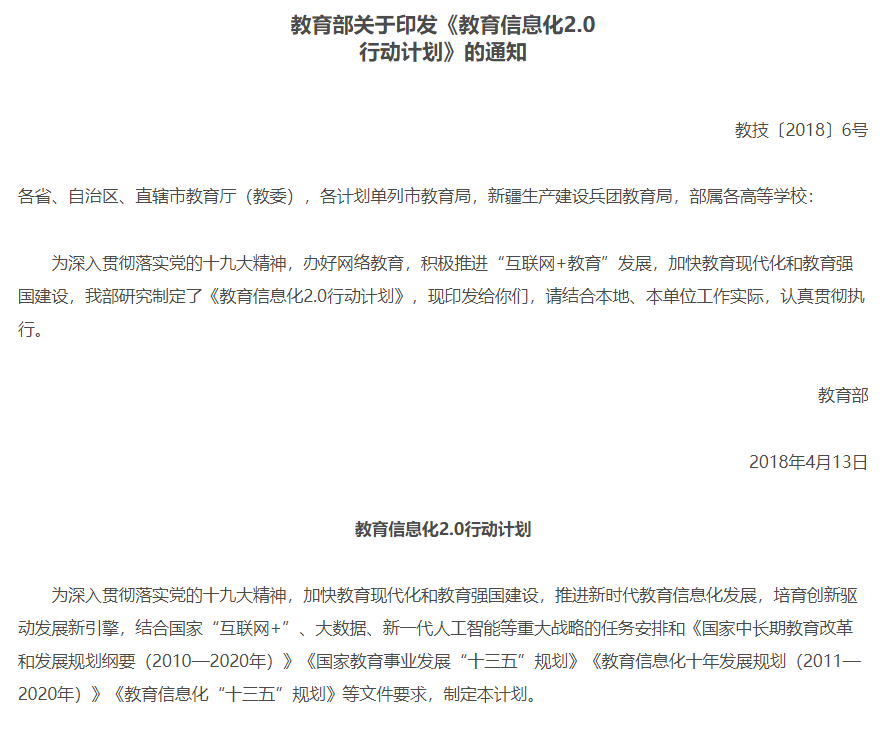 教育部关于印发《教育信息化2.0
行动计划》的通知
教技〔2018〕6号
各省、自治区、直辖市教育厅（教委），各计划单列市教育局，新疆生产建设兵团教育局，部属各高等学校：
为深入贯彻落实党的十九大精神，办好网络教育，积极推进“互联网+教育”发展，加快教育现代化和教育强
国建设，我部研究制定了《教育信息化2.0行动计划》，现印发给你们，请结合本地、本单位工作实际，认真贯彻执
行。
教育部
2018年4月13日
教育信息化2.0行动计划
为深入贯彻落实党的十九大精神，加快教育现代化和教育强国建设，推进新时代教育信息化发展，培育创新驱
动发展新引擎，结合国家“互联网+”、大数据、新一代人工智能等重大战略的任务安排和《国家中长期教育改革
和发展规划纲要（2010—2020年）》《国家教育事业发展“十三五”规划》《教育信息化十年发展规划（2011—
2020年）》《教育信息化“十三五”规划》等文件要求，制定本计划。